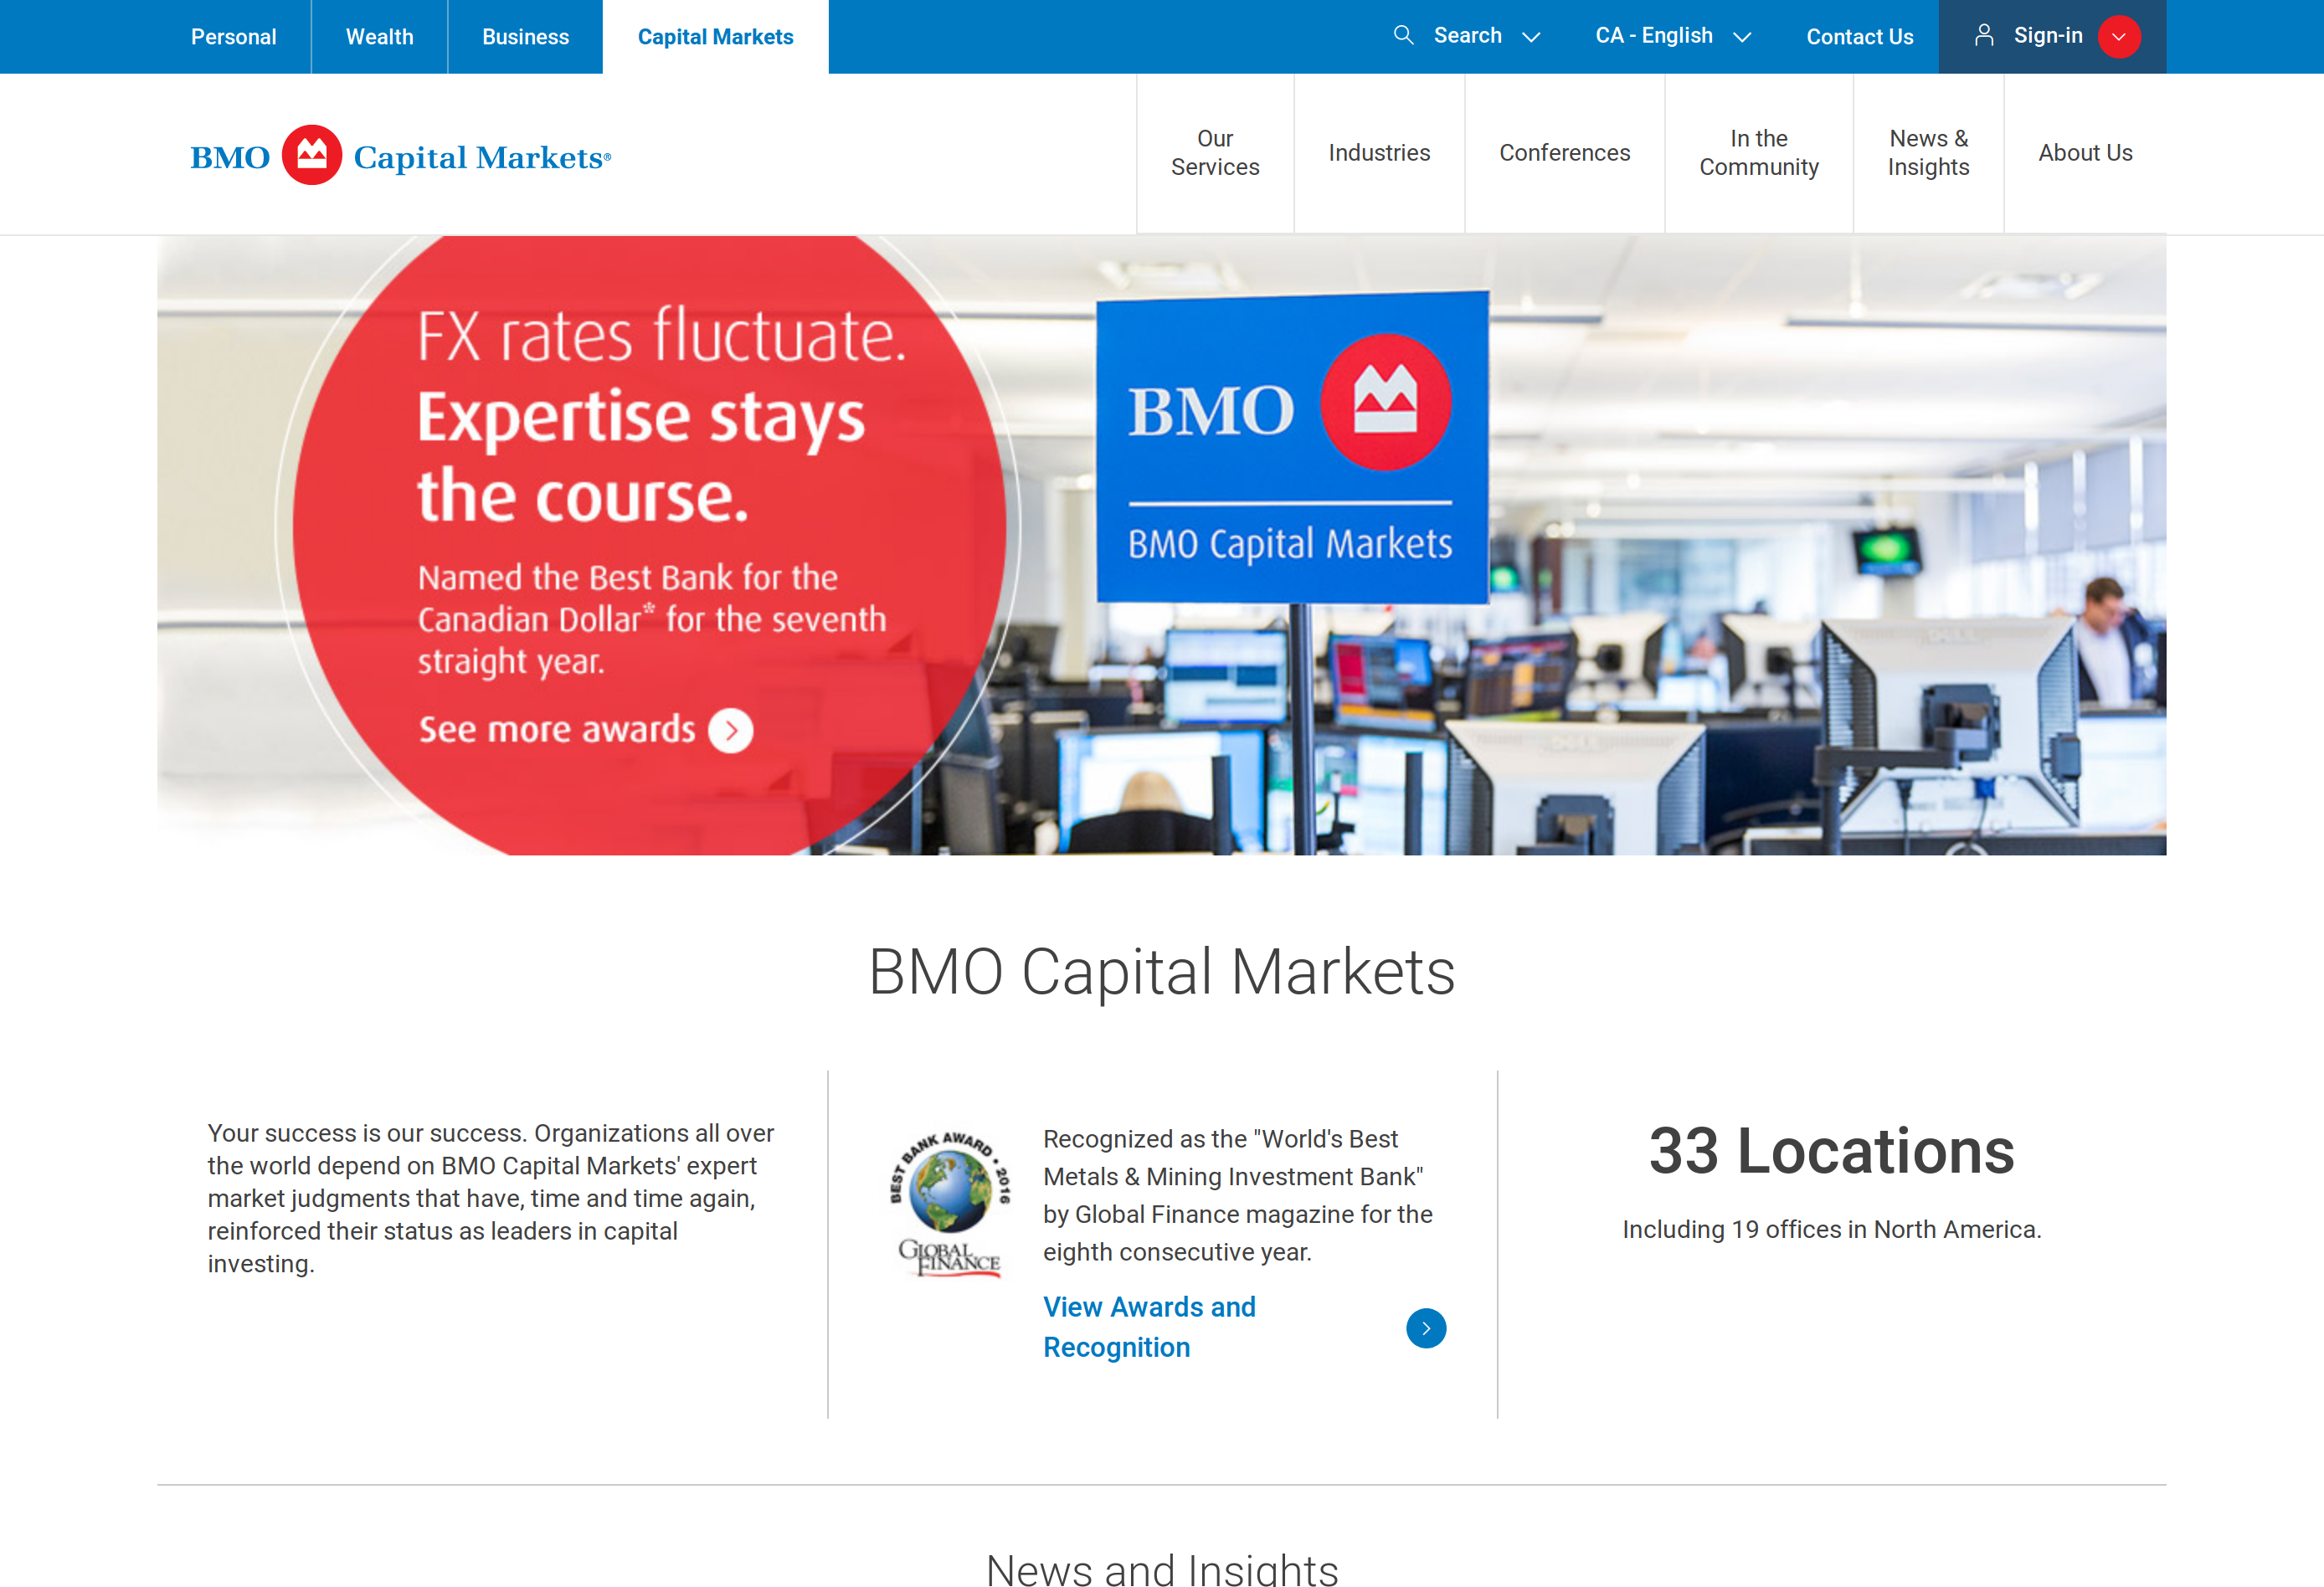 Personal
Wealth
Business
Capital Markets
Search
CA - English
Contact Us
Sign-in
BMO Capital Markets®
Our
Services
Industries
Conferences
In the
Community
News &
Insights
About Us
FX rates fluctuate.
Expertise stays
the course.
Named the Best Bank for the
Canadian Dollar* for the seventh
straight year.
See more awards
BMO
BMO Capital Markets
DELL
BMO Capital Markets
Your success is our success. Organizations all over
the world depend on BMO Capital Markets' expert
market judgments that have, time and time again,
reinforced their status as leaders in capital
investing.
BEST BANK AWARD • 2016
GLOBAL
FINANCE
Recognized as the "World's Best
Metals & Mining Investment Bank"
by Global Finance magazine for the
eighth consecutive year.
View Awards and
Recognition
33 Locations
Including 19 offices in North America.
News and Insights